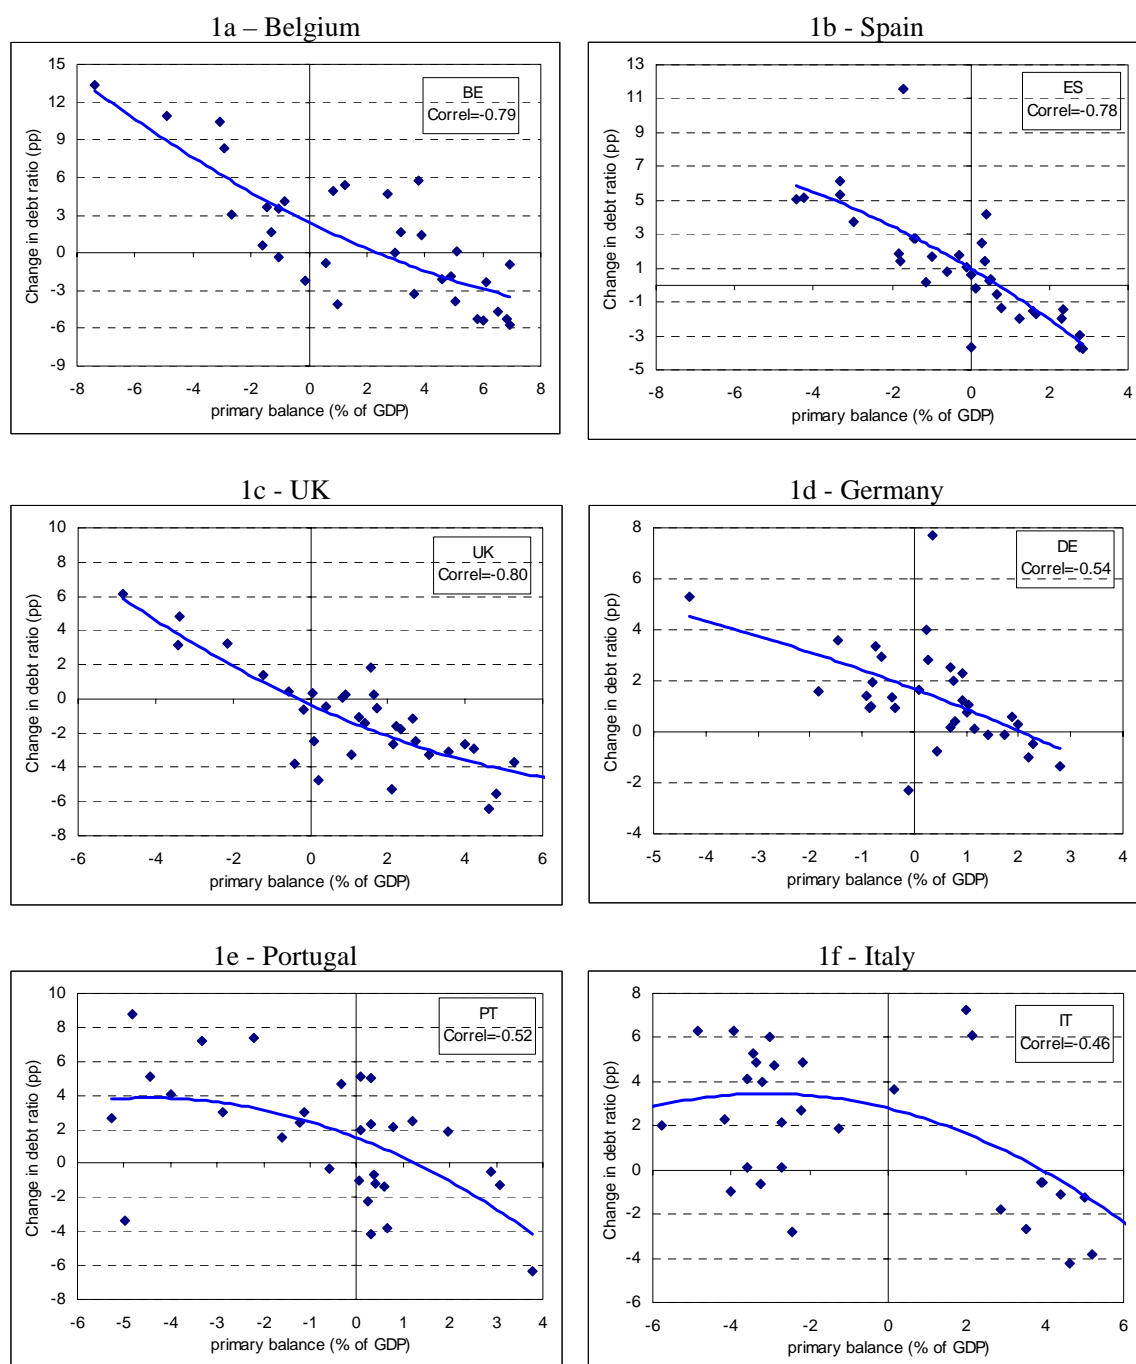 1a – Belgium
15
12
9
6
3
0
-3
-6
-9
Change in debt ratio (pp)
BE
Correl=-0.79
-8 -6 -4 -2 0 2 4 6 8
primary balance (% of GDP)
1b - Spain
13
11
9
7
5
3
1
-1
-3
-5
Change in debt ratio (pp)
ES
Correl=-0.78
-8 -6 -4 -2 0 2 4
primary balance (% of GDP)
1c - UK
10
8
6
4
2
0
-2
-4
-6
-8
Change in debt ratio (pp)
UK
Correl=-0.80
-6 -4 -2 0 2 4 6
primary balance (% of GDP)
1d - Germany
8
6
4
2
0
-2
-4
Change in debt ratio (pp)
DE
Correl=-0.54
-5 -4 -3 -2 -1 0 1 2 3 4
primary balance (% of GDP)
1e - Portugal
10
8
6
4
2
0
-2
-4
-6
-8
Change in debt ratio (pp)
PT
Correl=-0.52
-6 -5 -4 -3 -2 -1 0 1 2 3 4
primary balance (% of GDP)
1f - Italy
8
6
4
2
0
-2
-4
-6
Change in debt ratio (pp)
IT
Correl=-0.46
-6 -4 -2 0 2 4 6
primary balance (% of GDP)